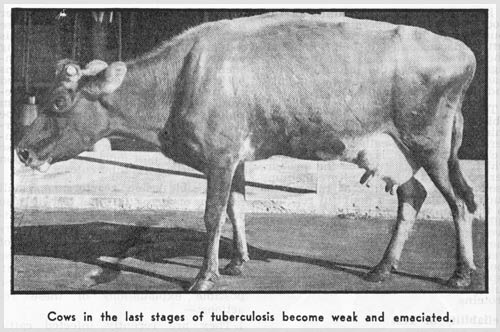 Cows in the last stages of tuberculosis become weak and emaciated.